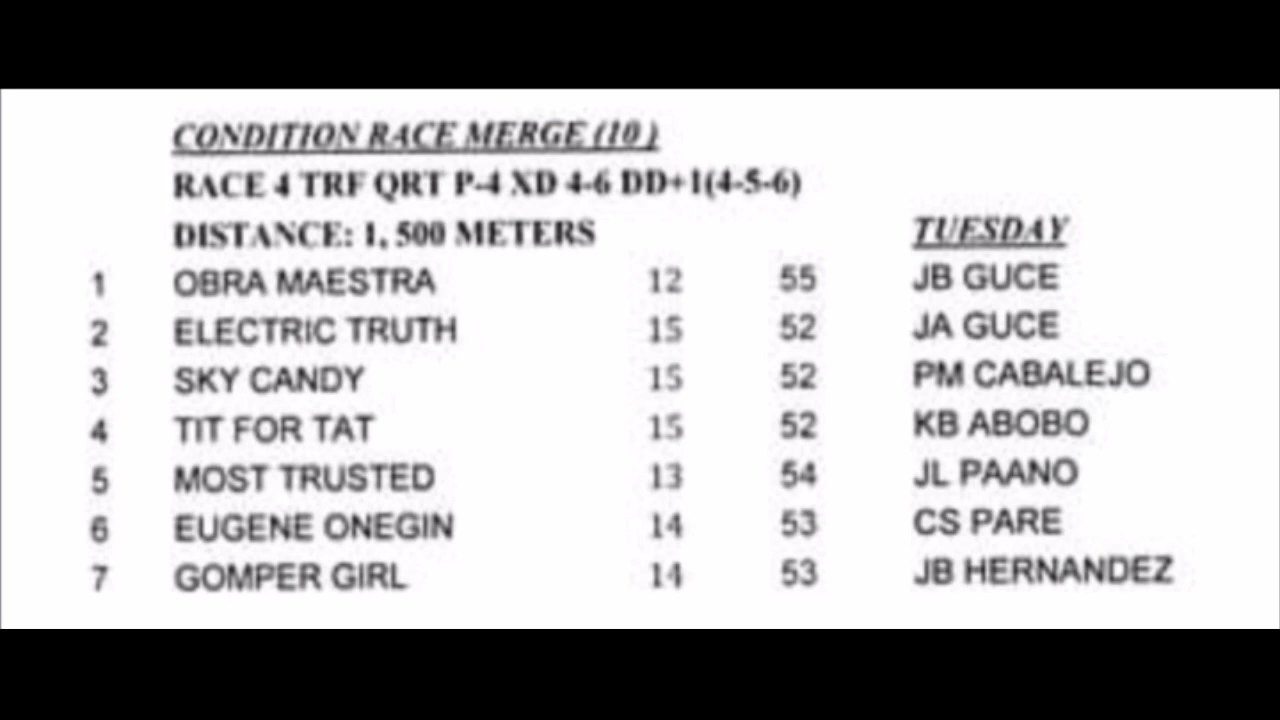 CONDITION RACE MERGE (10 )
RACE 4 TRF QRT P-4 XD 4-6 DD+1(4-5-6)
DISTANCE: 1, 500 METERS TUESDAY
1 OBRA MAESTRA 12 55 JB GUCE
2 ELECTRIC TRUTH 15 52 JA GUCE
3 SKY CANDY 15 52 PM CABALEJO
4 TIT FOR TAT 15 52 KB ABOBO
5 MOST TRUSTED 13 54 JL PAANO
6 EUGENE ONEGIN 14 53 CS PARE
7 GOMPER GIRL 14 53 JB HERNANDEZ